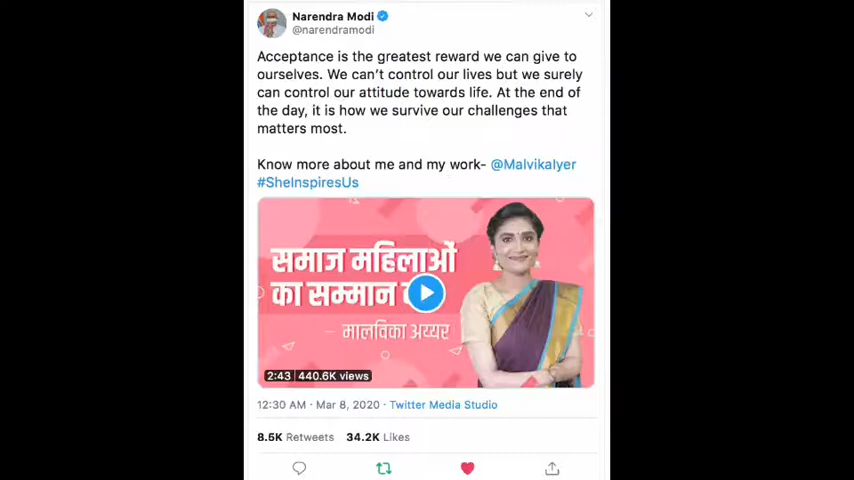 Narendra Modi
@narendramodi
Acceptance is the greatest reward we can give to
ourselves. We can't control our lives but we surely
can control our attitude towards life. At the end of
the day, it is how we survive our challenges that
matters most.
Know more about me and my work- @MalvikaIyer
#SheInspiresUs
समाज महिलाओं
का सम्मान
– मालविका अय्यर
2:43 440.6K views
12:30 AM · Mar 8, 2020 · Twitter Media Studio
8.5K Retweets 34.2K Likes